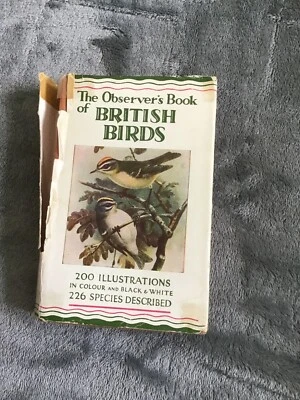 The Observer's Book
of BRITISH
BIRDS
200 ILLUSTRATIONS
IN COLOUR AND BLACK & WHITE
226 SPECIES DESCRIBED